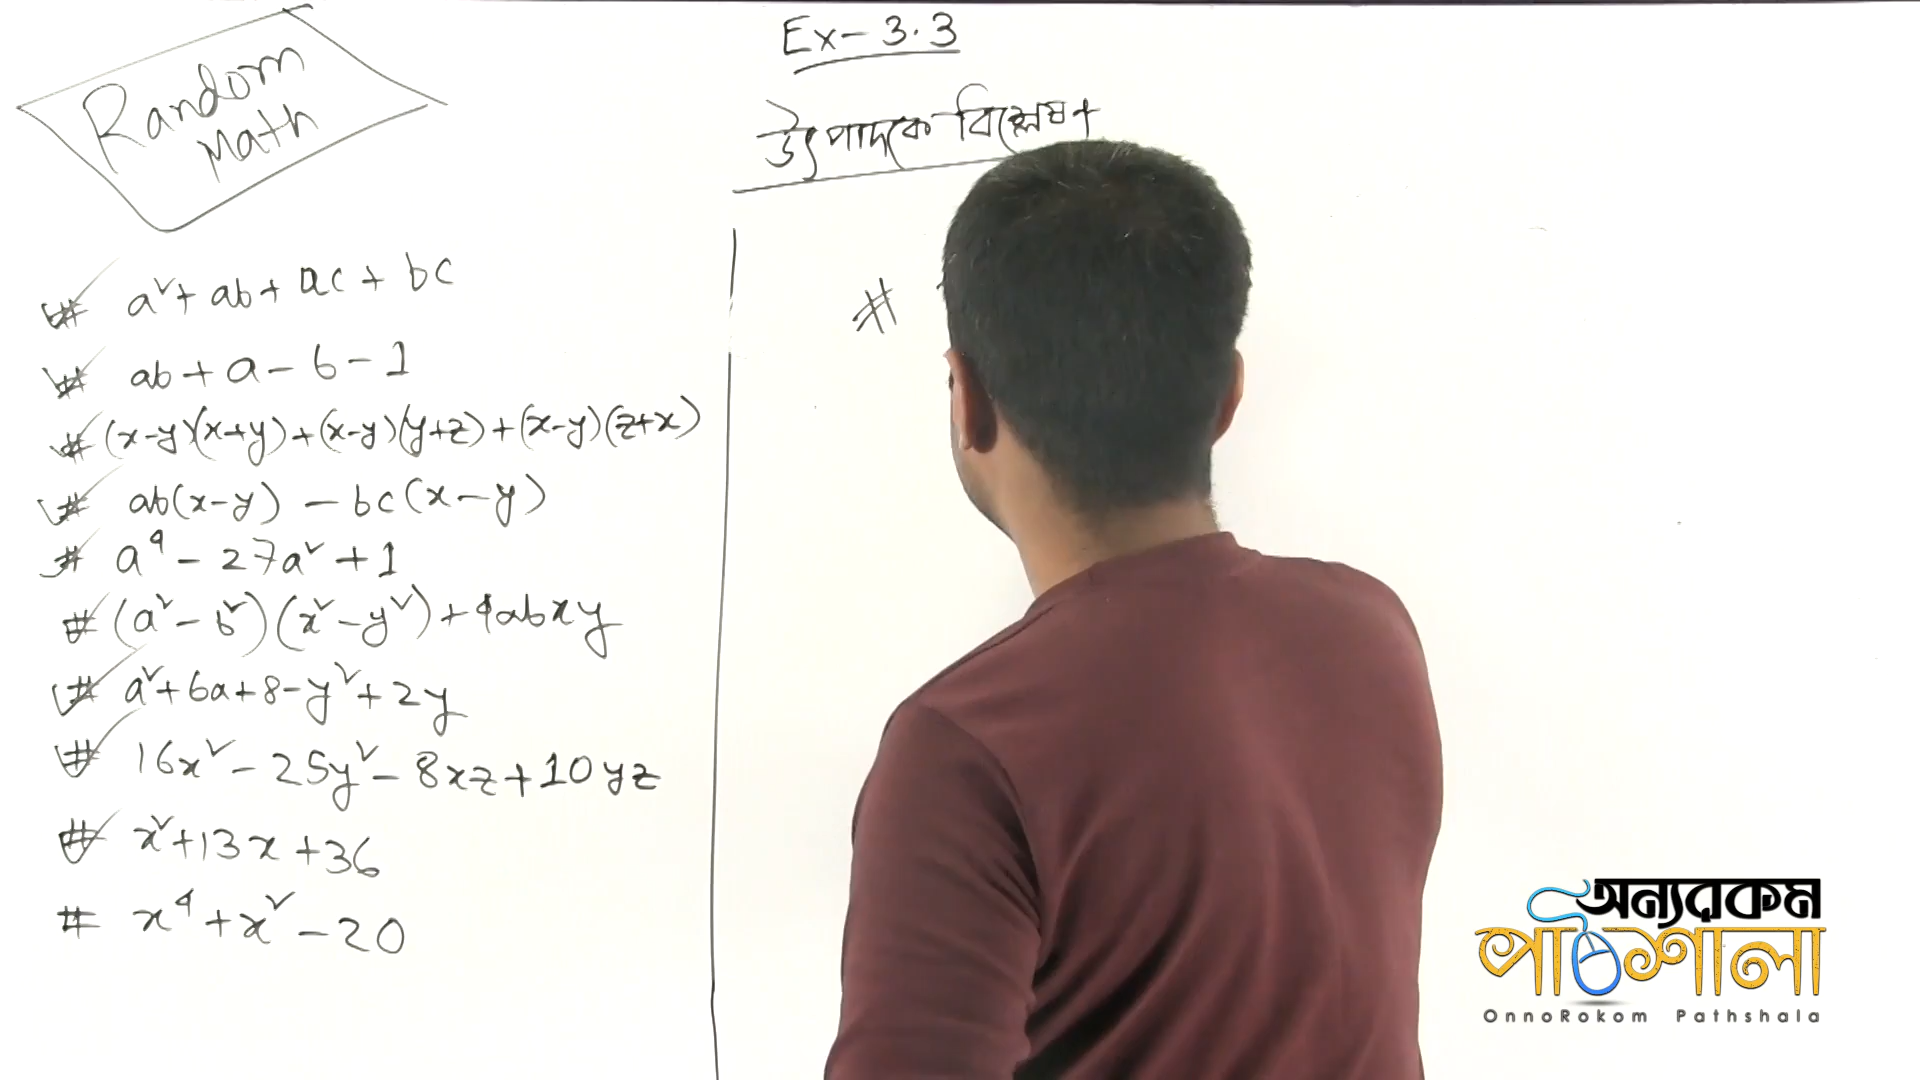 Random
Math
Ex- 3.3
উৎপাদকে বিশ্লেষণ
# a² + ab + ac + bc
# ab + a - b - 1
# (x-y)(x+y)+(x-y)(y+z)+(x-y)(z+x)
# ab(x-y) - bc(x-y)
# a⁴ - 27a² + 1
# (a² - b²)(x² - y²) + 4abxy
# a²+6a+8-y²+2y
# 16x² - 25y² - 8xz + 10yz
# x²+13x+36
# x⁴ + x² - 20
#
অন্যরকম
পাঠশালা
OnnoRokom Pathshala